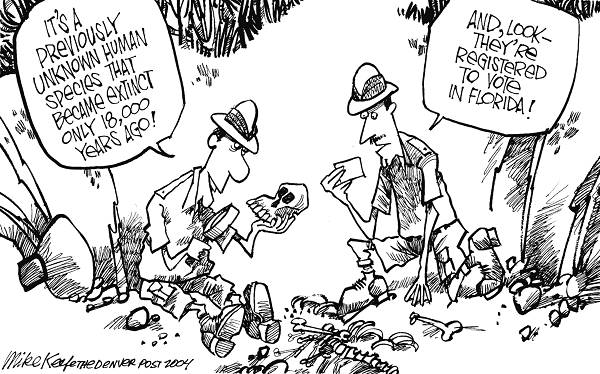 IT'S A
PREVIOUSLY
UNKNOWN HUMAN
SPECIES THAT
BECAME EXTINCT
ONLY 18,000
YEARS AGO!
AND, LOOK–
THEY'RE
REGISTERED
TO VOTE
IN FLORIDA!
Mike Keefe THE DENVER POST 2004